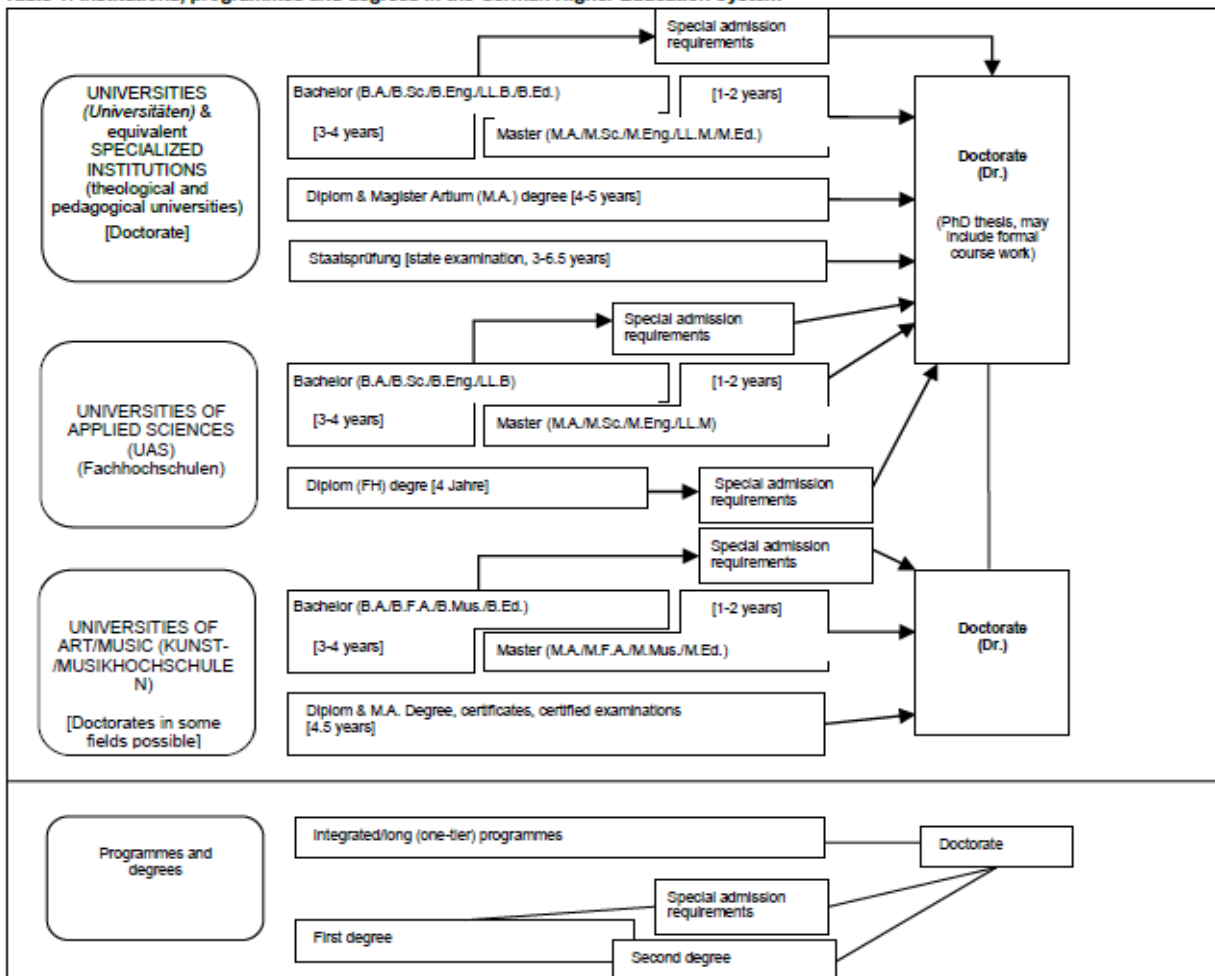 Special admission
requirements
UNIVERSITIES
(Universitäten) &
equivalent
SPECIALIZED
INSTITUTIONS
(theological and
pedagogical universities)
[Doctorate]
Bachelor (B.A./B.Sc./B.Eng./LL.B./B.Ed.)
[1-2 years]
[3-4 years]
Master (M.A./M.Sc./M.Eng./LL.M./M.Ed.)
Diplom & Magister Artium (M.A.) degree [4-5 years]
Staatsprüfung [state examination, 3-6.5 years]
Doctorate
(Dr.)
(PhD thesis, may
include formal
course work)
Special admission
requirements
UNIVERSITIES OF
APPLIED SCIENCES
(UAS)
(Fachhochschulen)
Bachelor (B.A./B.Sc./B.Eng./LL.B)
[1-2 years]
[3-4 years]
Master (M.A./M.Sc./M.Eng./LL.M)
Diplom (FH) degre [4 Jahre]
Special admission
requirements
Special admission
requirements
UNIVERSITIES OF
ART/MUSIC (KUNST-
/MUSIKHOCHSCHULE
N)
[Doctorates in some
fields possible]
Bachelor (B.A./B.F.A./B.Mus./B.Ed.)
[1-2 years]
[3-4 years]
Master (M.A./M.F.A./M.Mus./M.Ed.)
Diplom & M.A. Degree, certificates, certified examinations
[4.5 years]
Doctorate
(Dr.)
Programmes and
degrees
Integrated/long (one-tier) programmes
Doctorate
Special admission
requirements
First degree
Second degree